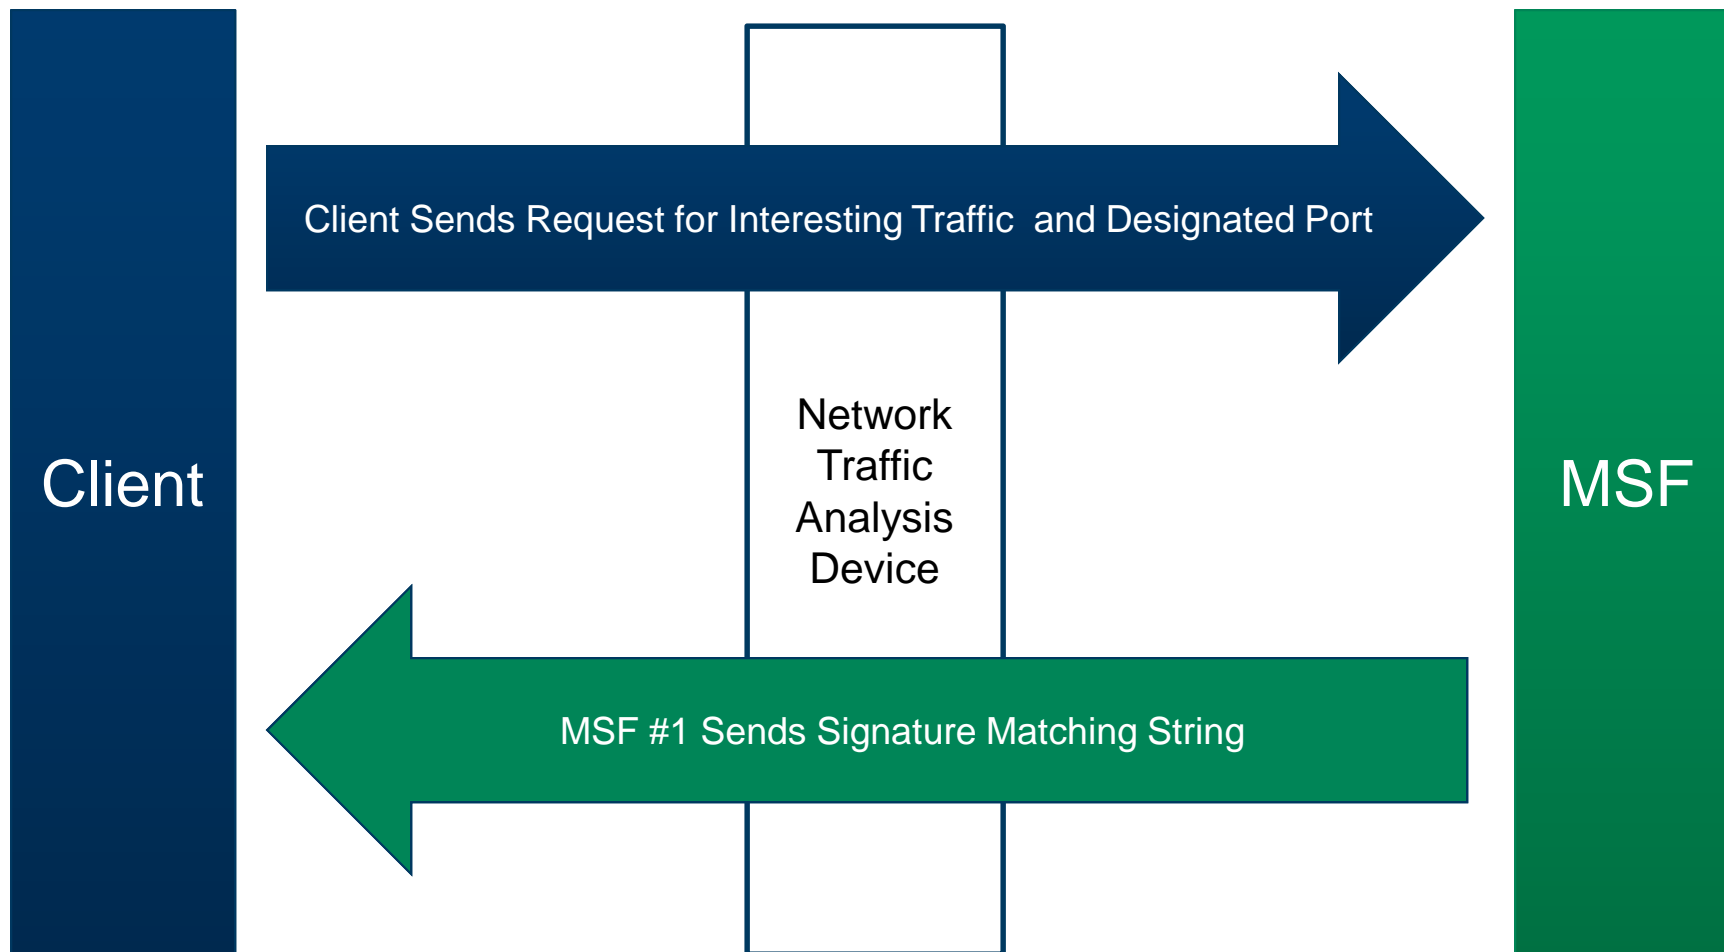 Client Sends Request for Interesting Traffic  and Designated Port
Network
Traffic
Analysis
Device
Client
MSF
MSF #1 Sends Signature Matching String